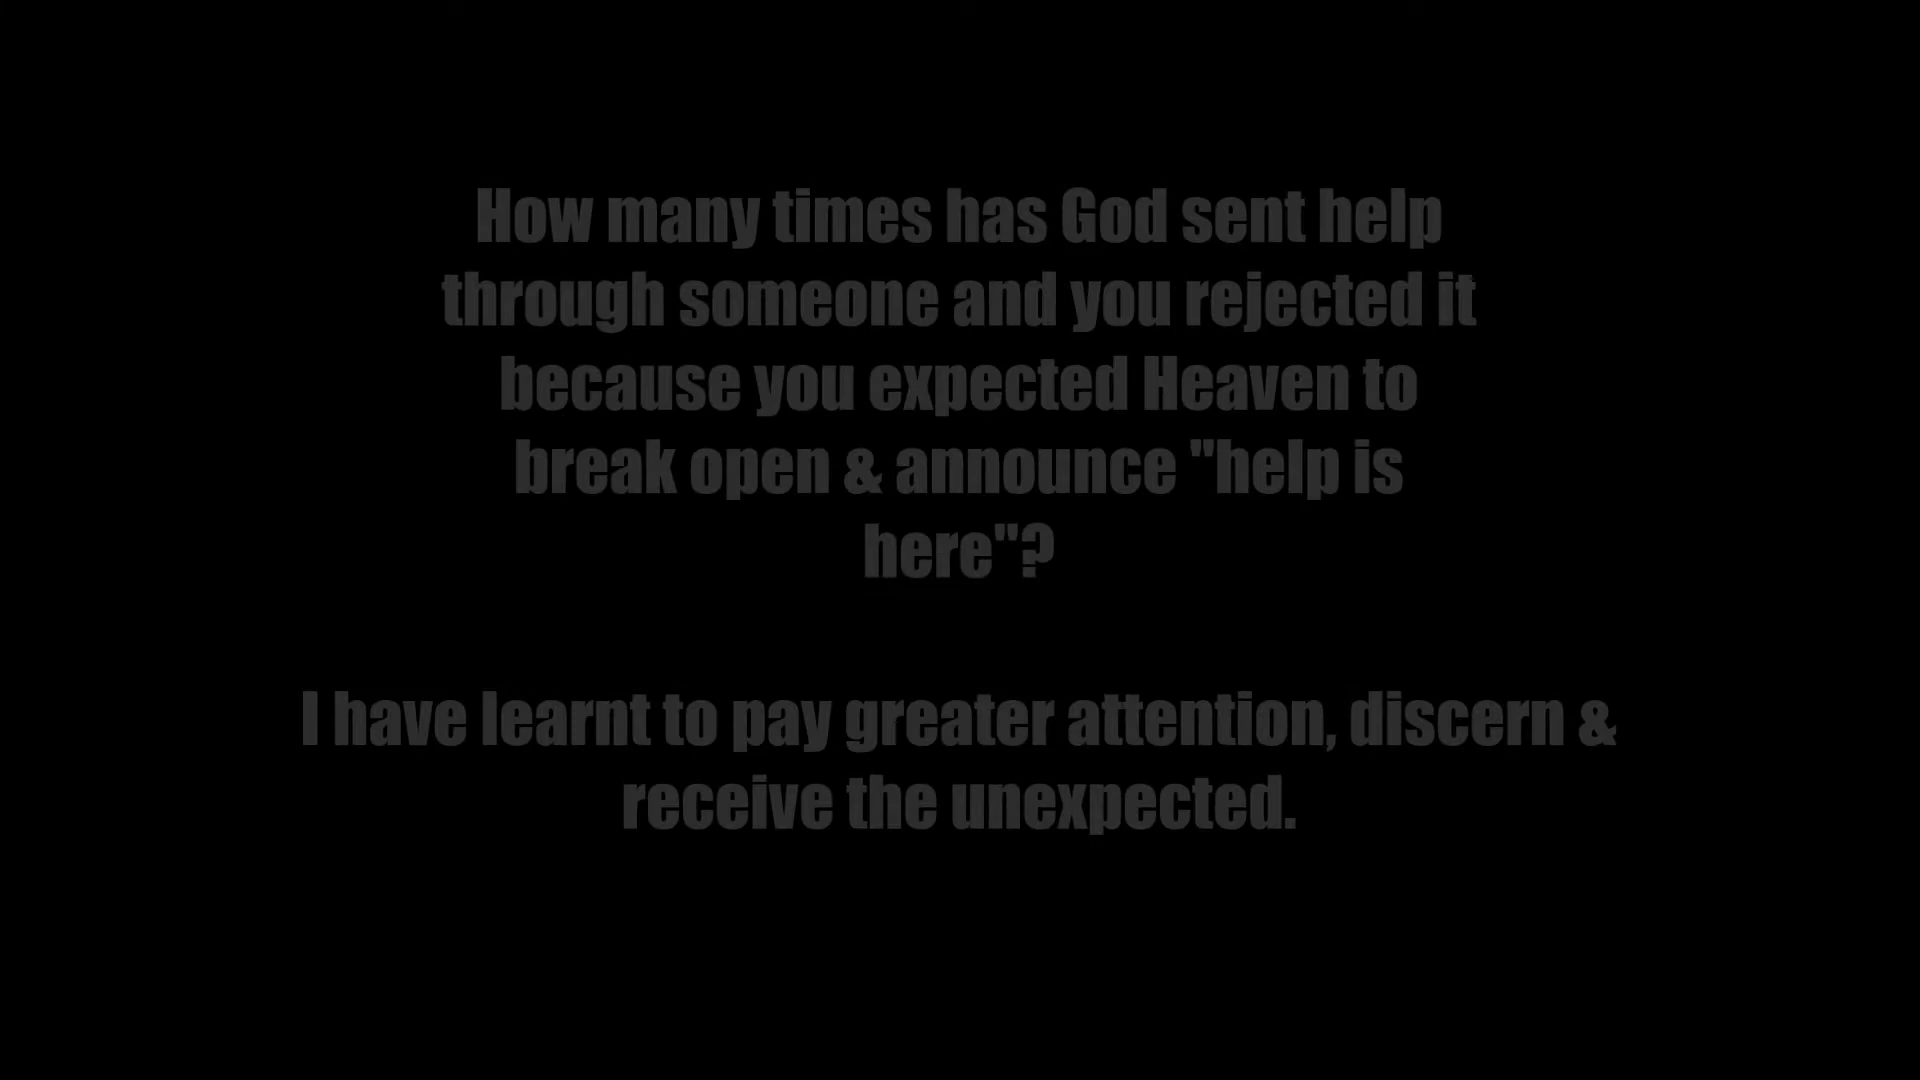 How many times has God sent help
through someone and you rejected it
because you expected Heaven to
break open & announce "help is
here"?
I have learnt to pay greater attention, discern &
receive the unexpected.